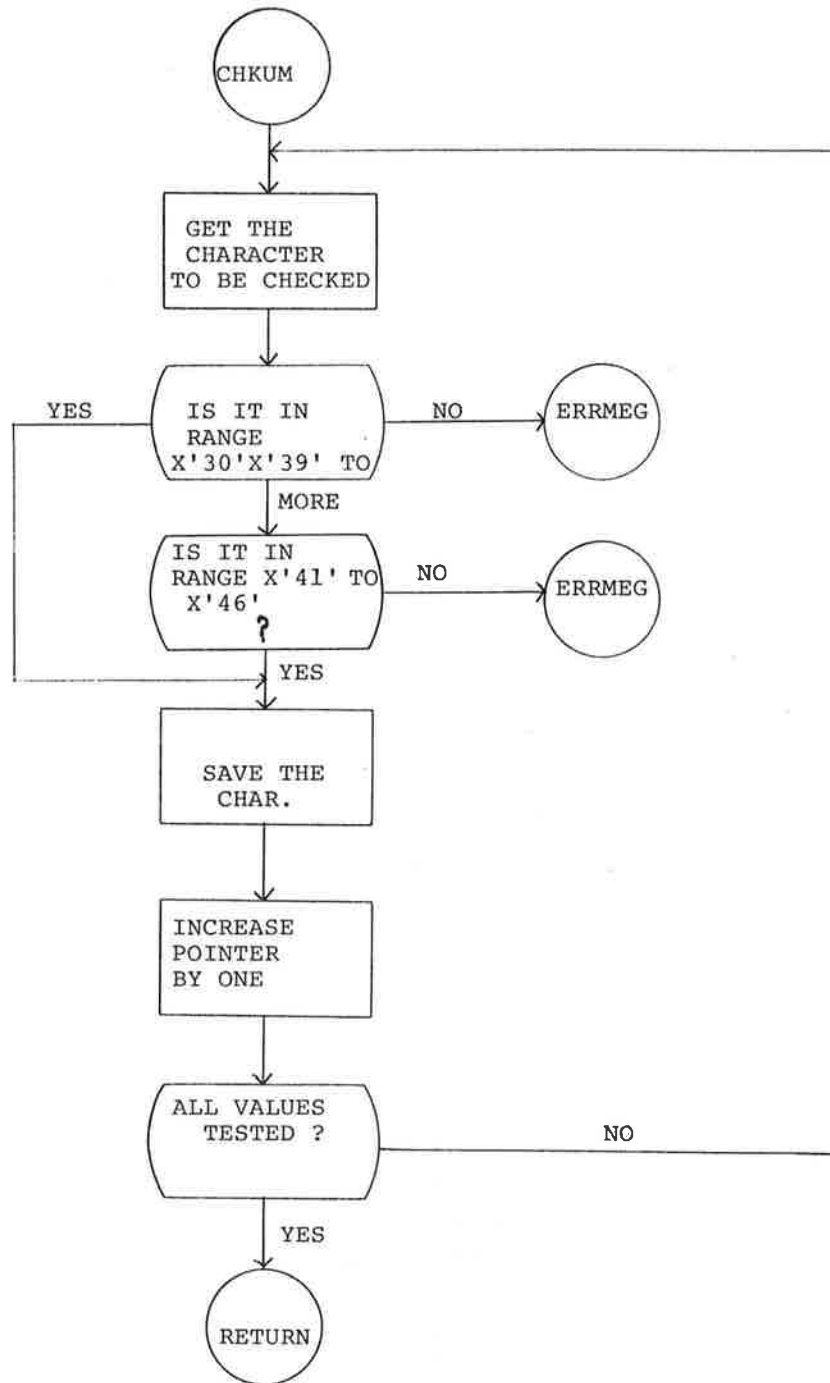 CHKUM
GET THE
CHARACTER
TO BE CHECKED
YES
IS IT IN
RANGE
X'30'X'39' TO
NO
ERRMEG
MORE
IS IT IN
RANGE X'41' TO
X'46'
?
NO
ERRMEG
YES
SAVE THE
CHAR.
INCREASE
POINTER
BY ONE
ALL VALUES
TESTED ?
NO
YES
RETURN